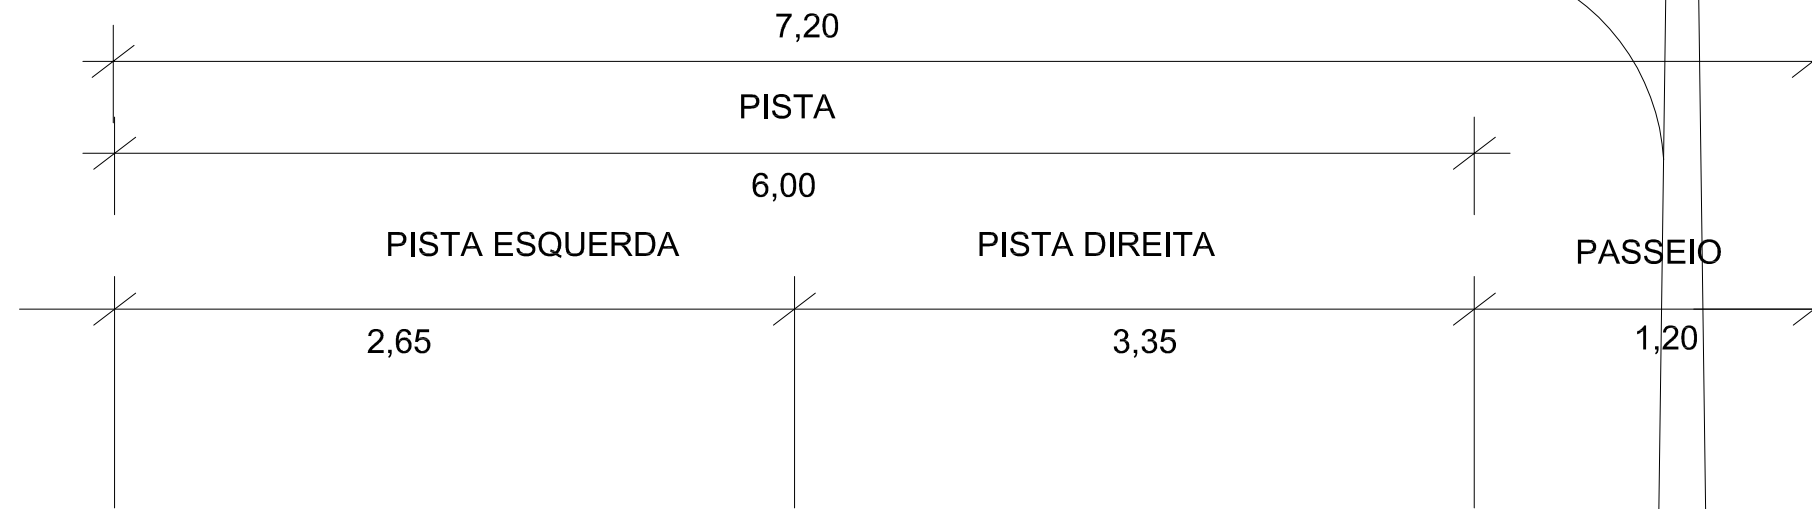 7,20
PISTA
6,00
PISTA ESQUERDA PISTA DIREITA PASSEIO
2,65 3,35 1,20